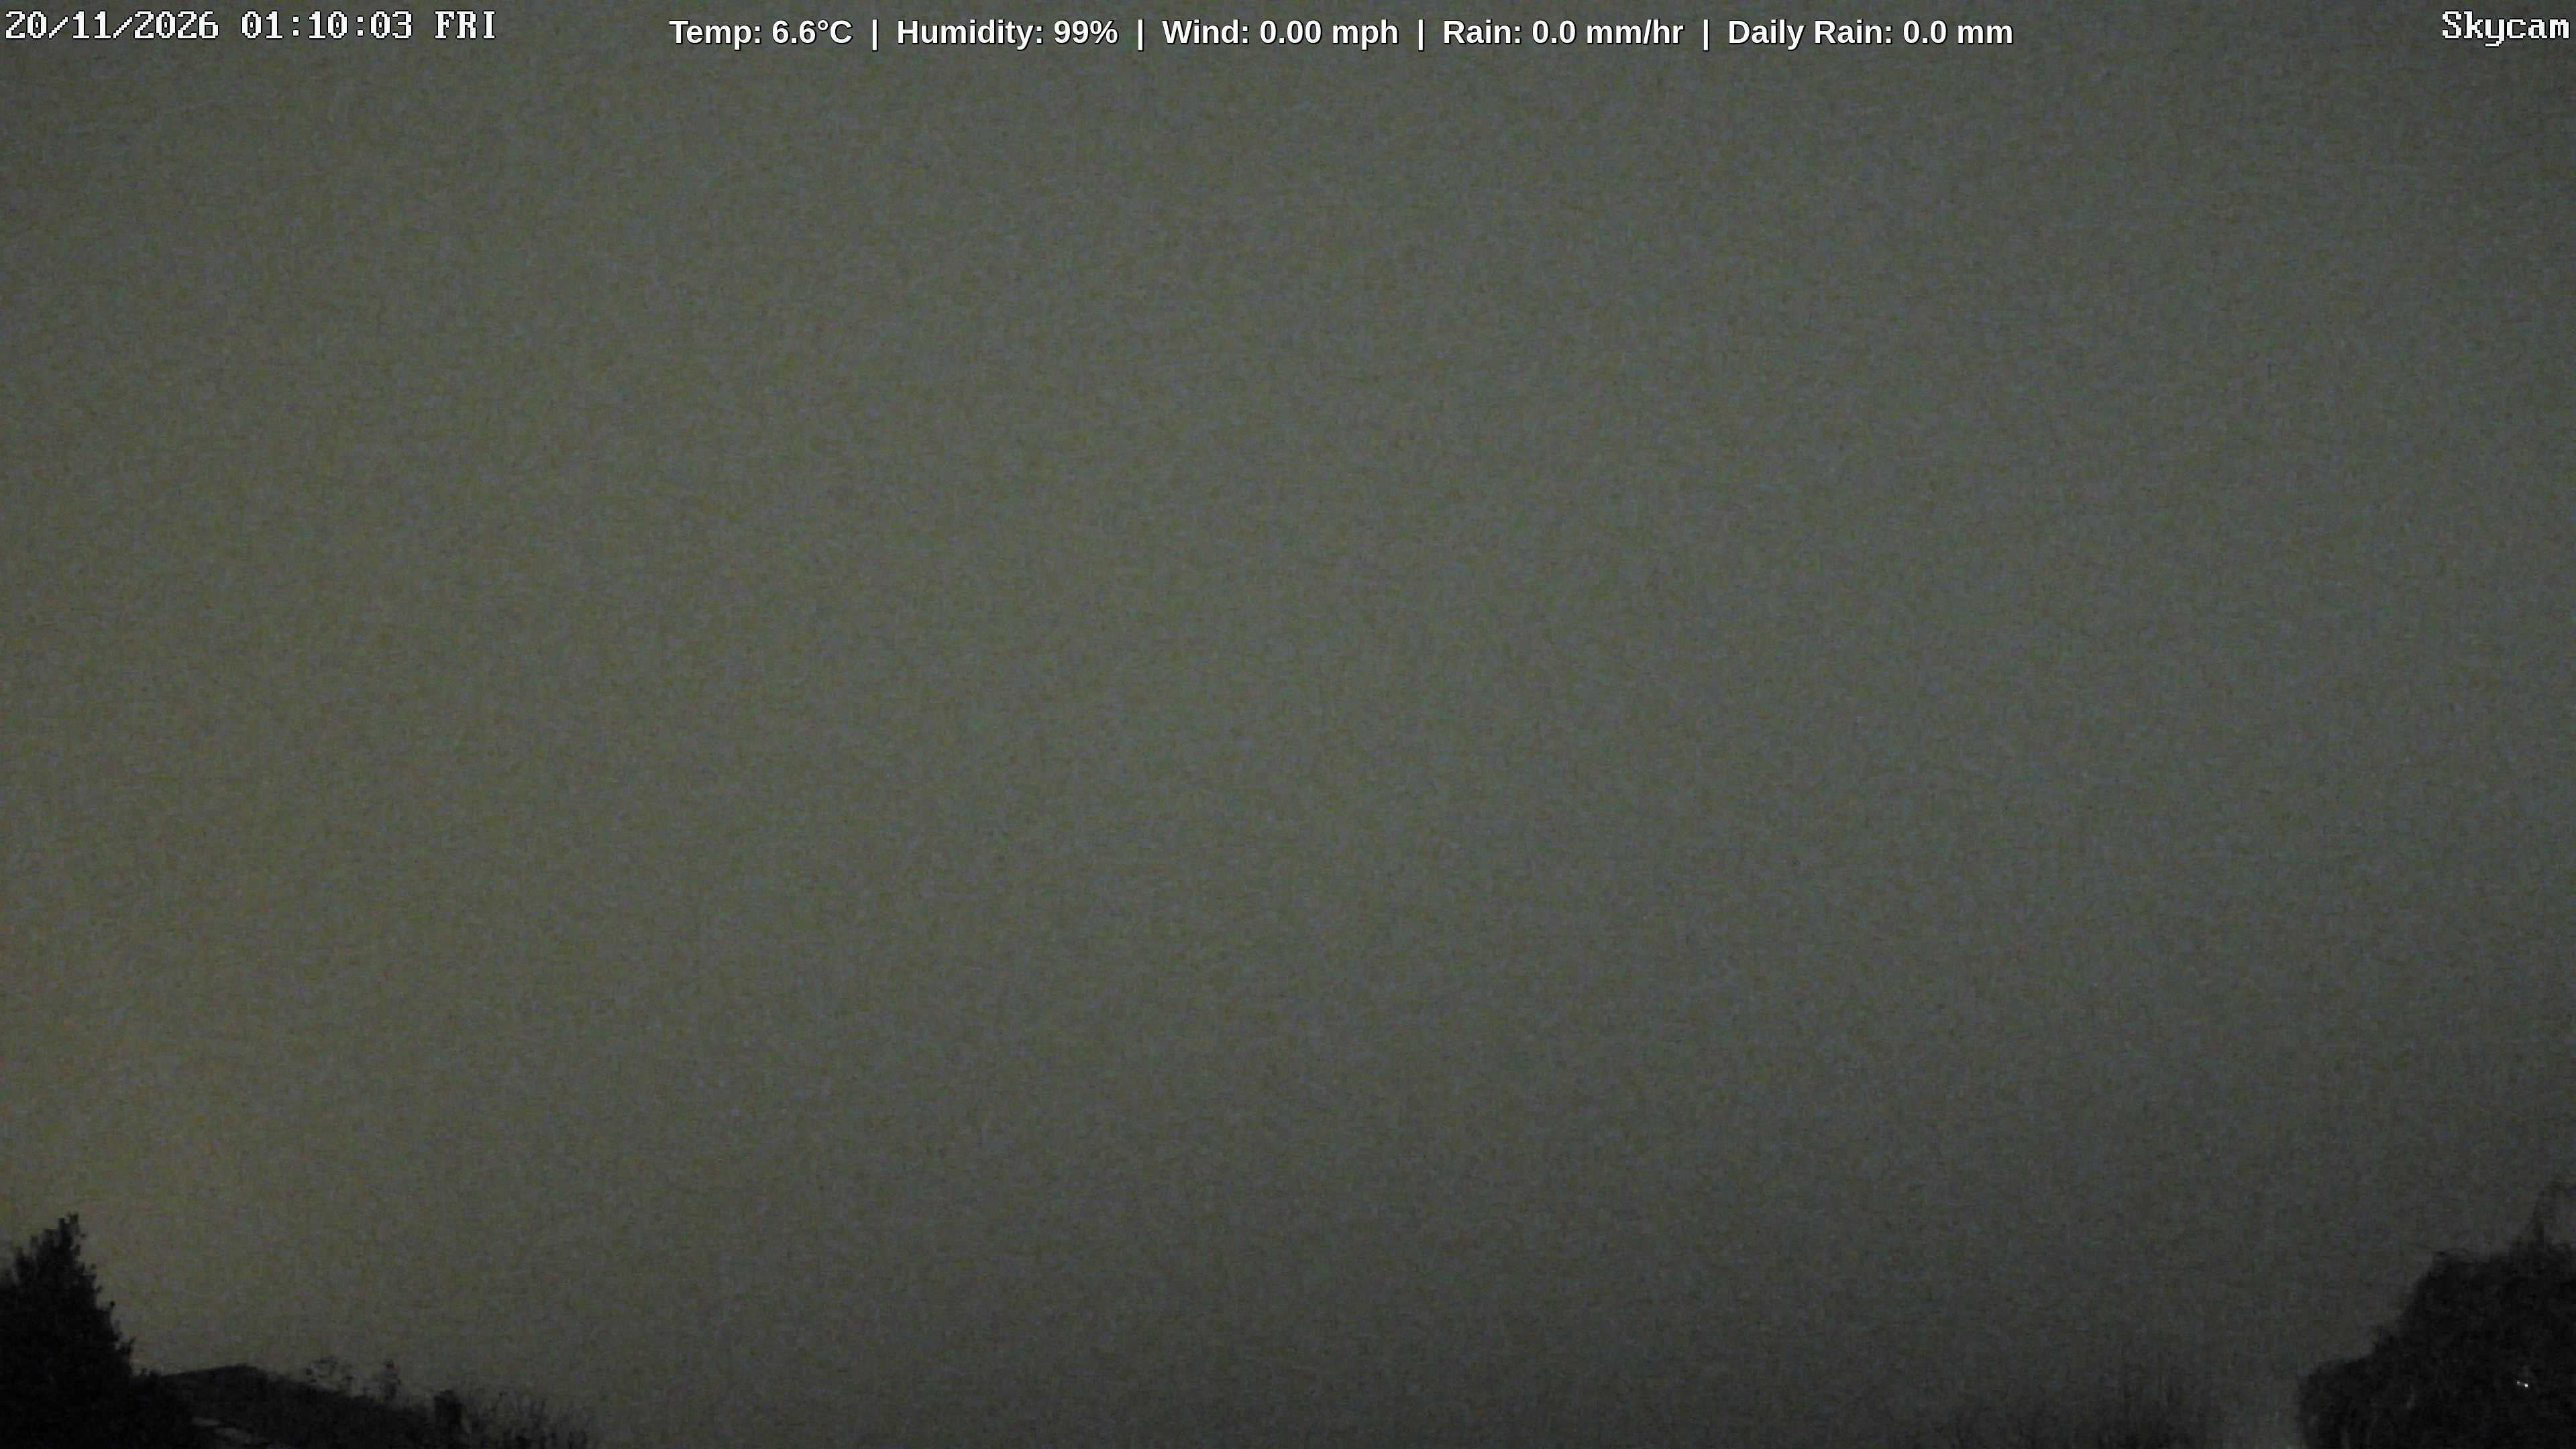 20/11/2026 01:10:03 FRI
Temp: 6.6°C | Humidity: 99% | Wind: 0.00 mph | Rain: 0.0 mm/hr | Daily Rain: 0.0 mm
Skycam